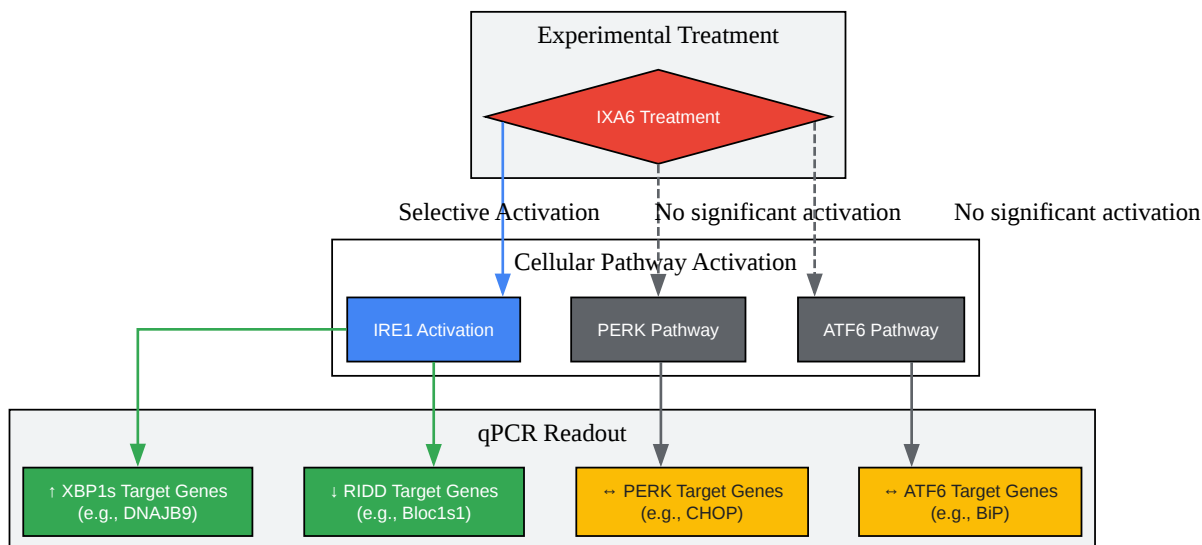 Experimental Treatment
IXA6 Treatment
Selective Activation
No significant activation
No significant activation
Cellular Pathway Activation
IRE1 Activation
PERK Pathway
ATF6 Pathway
qPCR Readout
↑ XBP1s Target Genes
(e.g., DNAJB9)
↓ RIDD Target Genes
(e.g., Bloc1s1)
↔ PERK Target Genes
(e.g., CHOP)
↔ ATF6 Target Genes
(e.g., BiP)